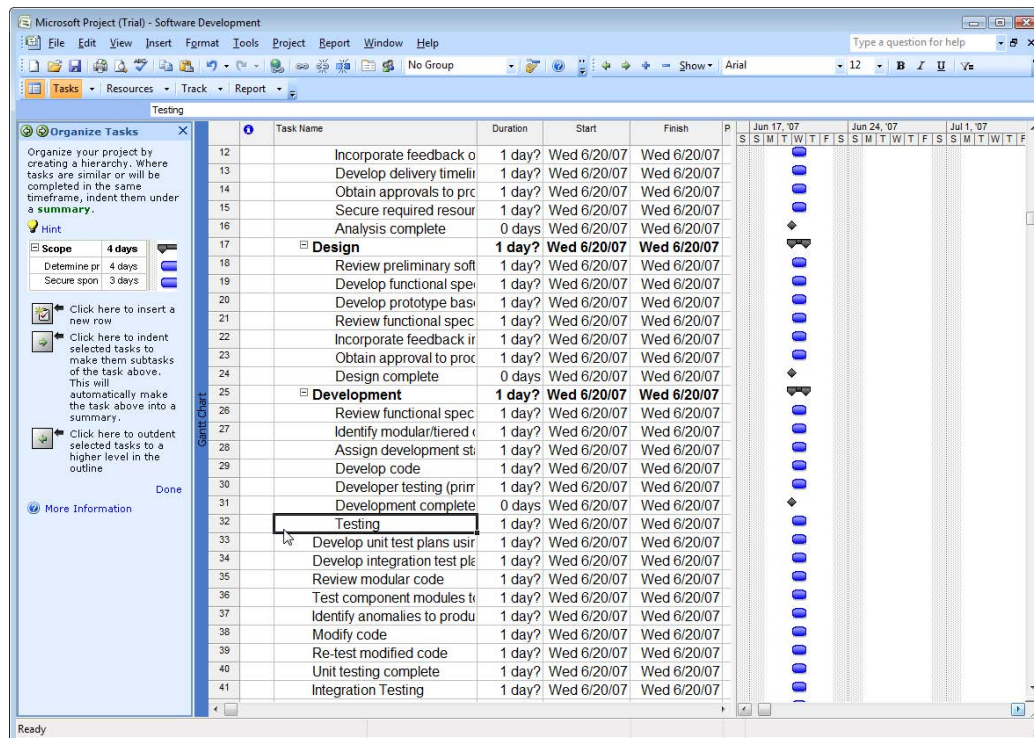 Microsoft Project (Trial) - Software Development
File Edit View Insert Format Tools Project Report Window Help Type a question for help
No Group Show Arial 12 B I U
Tasks Resources Track Report
Testing
Organize Tasks
Organize your project by
creating a hierarchy. Where
tasks are similar or will be
completed in the same
timeframe, indent them under
a summary.
Hint
Scope 4 days
Determine pr 4 days
Secure spon 3 days
Click here to insert a
new row
Click here to indent
selected tasks to
make them subtasks
of the task above.
This will
automatically make
the task above into a
summary.
Click here to outdent
selected tasks to a
higher level in the
outline
Done
More Information
Gantt Chart
Task Name Duration Start Finish P Jun 17, '07 Jun 24, '07 Jul 1, '07
S S M T W T F S S M T W T F S S M T W T F
12 Incorporate feedback o 1 day? Wed 6/20/07 Wed 6/20/07
13 Develop delivery timelin 1 day? Wed 6/20/07 Wed 6/20/07
14 Obtain approvals to pro 1 day? Wed 6/20/07 Wed 6/20/07
15 Secure required resour 1 day? Wed 6/20/07 Wed 6/20/07
16 Analysis complete 0 days Wed 6/20/07 Wed 6/20/07
17 Design 1 day? Wed 6/20/07 Wed 6/20/07
18 Review preliminary soft 1 day? Wed 6/20/07 Wed 6/20/07
19 Develop functional spe 1 day? Wed 6/20/07 Wed 6/20/07
20 Develop prototype base 1 day? Wed 6/20/07 Wed 6/20/07
21 Review functional spec 1 day? Wed 6/20/07 Wed 6/20/07
22 Incorporate feedback in 1 day? Wed 6/20/07 Wed 6/20/07
23 Obtain approval to proc 1 day? Wed 6/20/07 Wed 6/20/07
24 Design complete 0 days Wed 6/20/07 Wed 6/20/07
25 Development 1 day? Wed 6/20/07 Wed 6/20/07
26 Review functional spec 1 day? Wed 6/20/07 Wed 6/20/07
27 Identify modular/tiered 1 day? Wed 6/20/07 Wed 6/20/07
28 Assign development sta 1 day? Wed 6/20/07 Wed 6/20/07
29 Develop code 1 day? Wed 6/20/07 Wed 6/20/07
30 Developer testing (prim 1 day? Wed 6/20/07 Wed 6/20/07
31 Development complete 0 days Wed 6/20/07 Wed 6/20/07
32 Testing 1 day? Wed 6/20/07 Wed 6/20/07
33 Develop unit test plans usin 1 day? Wed 6/20/07 Wed 6/20/07
34 Develop integration test pla 1 day? Wed 6/20/07 Wed 6/20/07
35 Review modular code 1 day? Wed 6/20/07 Wed 6/20/07
36 Test component modules to 1 day? Wed 6/20/07 Wed 6/20/07
37 Identify anomalies to produ 1 day? Wed 6/20/07 Wed 6/20/07
38 Modify code 1 day? Wed 6/20/07 Wed 6/20/07
39 Re-test modified code 1 day? Wed 6/20/07 Wed 6/20/07
40 Unit testing complete 1 day? Wed 6/20/07 Wed 6/20/07
41 Integration Testing 1 day? Wed 6/20/07 Wed 6/20/07
Ready